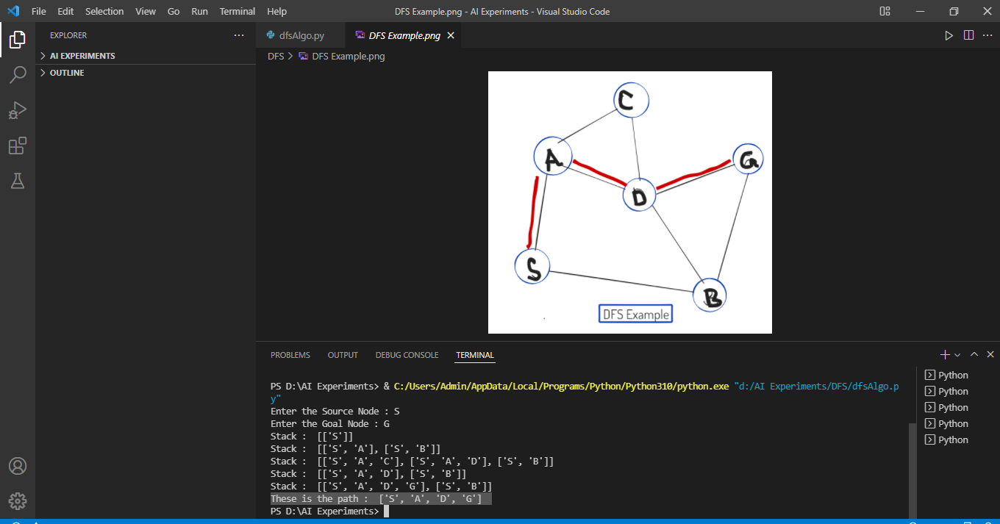 File Edit Selection View Go Run Terminal Help
DFS Example.png - AI Experiments - Visual Studio Code
EXPLORER
AI EXPERIMENTS
OUTLINE
dfsAlgo.py
DFS Example.png
DFS > DFS Example.png
C
A
G
D
S
B
DFS Example
PROBLEMS OUTPUT DEBUG CONSOLE TERMINAL
PS D:\AI Experiments> & C:/Users/Admin/AppData/Local/Programs/Python/Python310/python.exe "d:/AI Experiments/DFS/dfsAlgo.p
y"
Enter the Source Node : S
Enter the Goal Node : G
Stack :  [['S']]
Stack :  [['S', 'A'], ['S', 'B']]
Stack :  [['S', 'A', 'C'], ['S', 'A', 'D'], ['S', 'B']]
Stack :  [['S', 'A', 'D'], ['S', 'B']]
Stack :  [['S', 'A', 'D', 'G'], ['S', 'B']]
These is the path :  ['S', 'A', 'D', 'G']
PS D:\AI Experiments>
Python
Python
Python
Python
Python